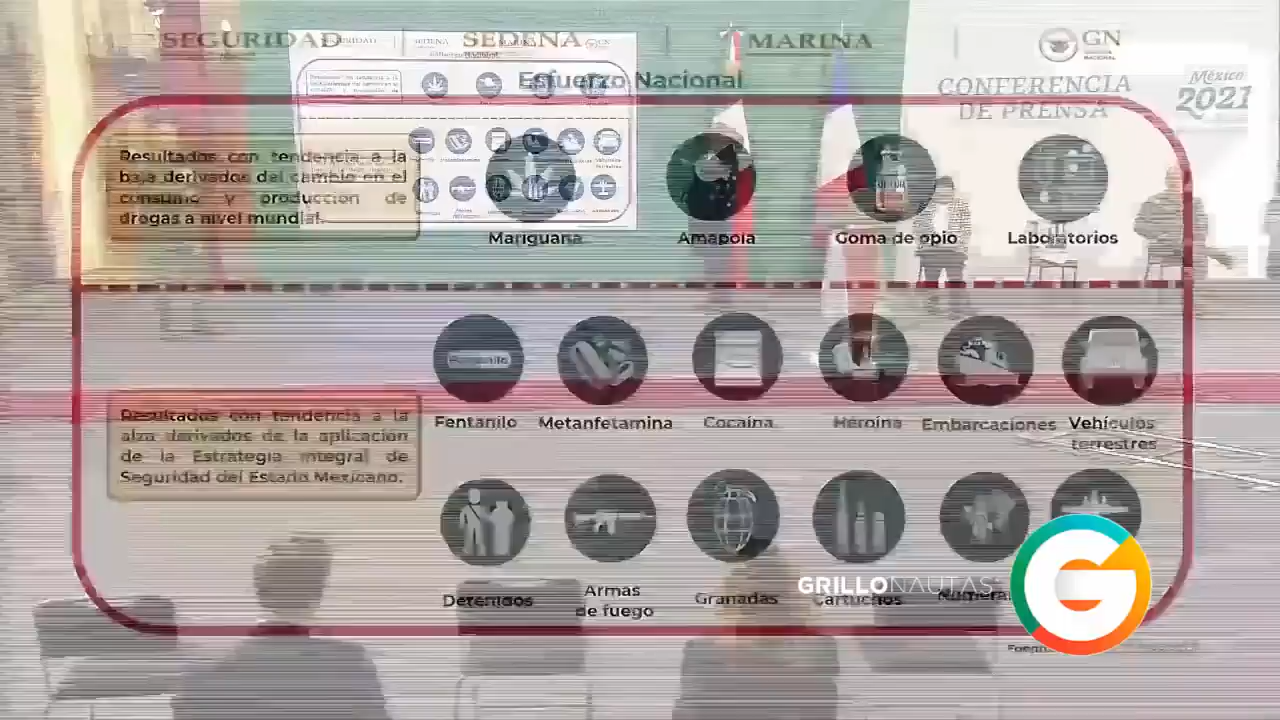 SEGURIDAD
SEDENA
MARINA
GN
CONFERENCIA
DE PRENSA
México
2021
Esfuerzo Nacional
Resultados con tendencia a la
baja derivados del cambio en el
consumo y producción de
drogas a nivel mundial.
Mariguana
Amapola
Goma de opio
Laboratorios
Resultados con tendencia a la
alza derivados de la aplicación
de la Estrategia Integral de
Seguridad del Estado Mexicano.
Fentanilo
Metanfetamina
Cocaína
Heroína
Embarcaciones
Vehículos
terrestres
Detenidos
Armas
de fuego
Granadas
Cartuchos
GRILLONAUTAS